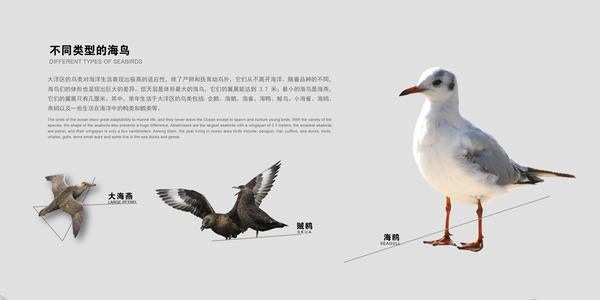 不同类型的海鸟
DIFFERENT TYPES OF SEABIRDS
大洋区的鸟类对海洋生活表现出极高的适应性，除了产卵和抚育幼鸟外，它们从不离开海洋。随着品种的不同，
海鸟们的体形也呈现出巨大的差异。信天翁是体形最大的海鸟，它们的翼展能达到 3.7 米；最小的海鸟是海燕，
它们的翼展只有几厘米。其中，常年生活于大洋区的鸟类包括：企鹅、海鹅、海雀、海鸭、鲸鸟、小海雀、海鸥、
燕鸥以及一些生活在海洋中的鸭类和鹅类等。
The birds of the ocean show great adaptability to marine life, and they never leave the Ocean except to spawn and nurture young birds. With the variety of the
species, the shape of the seabirds also presents a huge difference. Albatrosses are the largest seabirds with a wingspan of 3.7 meters; the smallest seabirds
are petrel, and their wingspan is only a few centimeters. Among them, the year living in ocean area birds include: penguin, irial, puffins, sea ducks, birds,
whales, gulls, terns small auks and some live in the sea ducks and geese.
大海燕
LARGE PETREL
贼鸥
SKUA
海鸥
SEAGULL